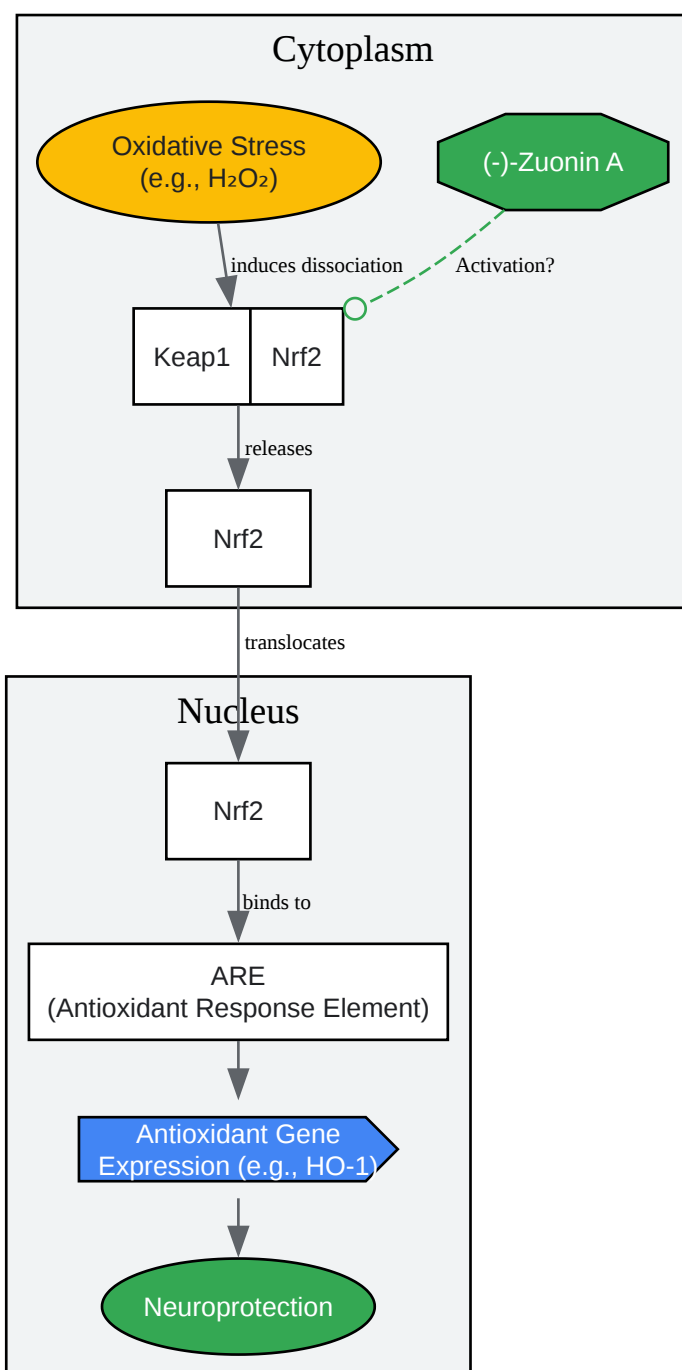 Cytoplasm
Oxidative Stress
(e.g., H₂O₂)
(-)-Zuonin A
induces dissociation
Activation?
Keap1
Nrf2
releases
Nrf2
translocates
Nucleus
Nrf2
binds to
ARE
(Antioxidant Response Element)
Antioxidant Gene
Expression (e.g., HO-1)
Neuroprotection